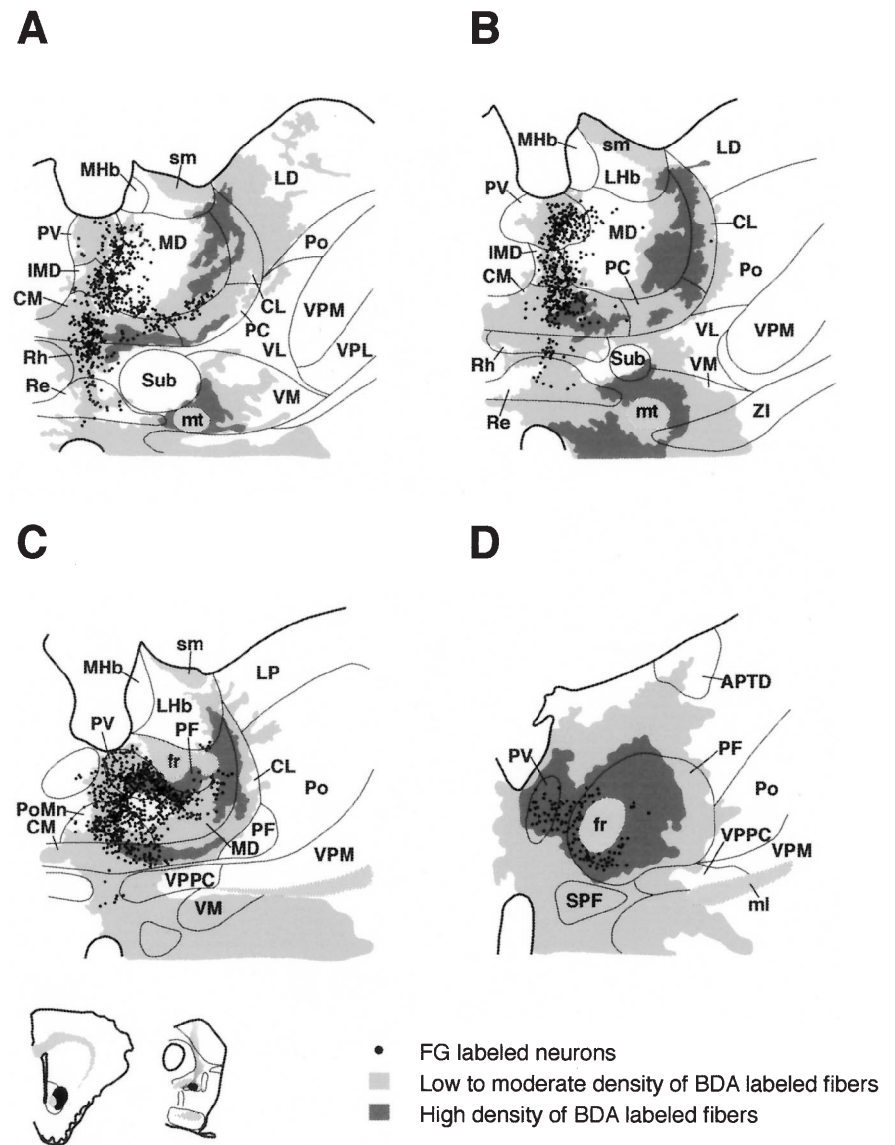 A
MHb
sm
LD
PV
MD
Po
IMD
CM
CL
VPM
PC
VL
VPL
Rh
Sub
Re
VM
mt
B
MHb
sm
LD
PV
LHb
CL
MD
IMD
PC
Po
CM
VL
VPM
Sub
Rh
VM
mt
ZI
Re
C
sm
MHb
LP
LHb
PV
PF
fr
CL
Po
PoMn
CM
PF
MD
VPM
VPPC
VM
D
APTD
PV
PF
Po
fr
VPPC
VPM
SPF
ml
FG labeled neurons
Low to moderate density of BDA labeled fibers
High density of BDA labeled fibers